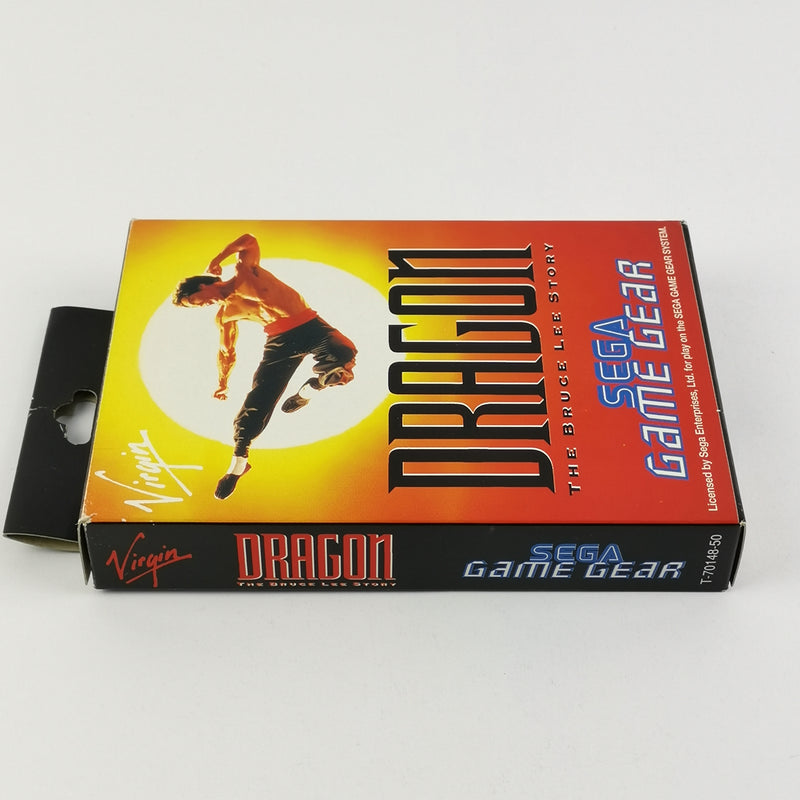 Virgin
DRAGON
THE BRUCE LEE STORY
SEGA
GAME GEAR
Licensed by Sega Enterprises, Ltd. for play on the SEGA GAME GEAR SYSTEM.
Virgin
DRAGON
THE BRUCE LEE STORY
SEGA
GAME GEAR
T-70148-50